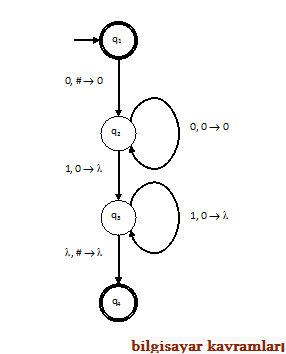 q₁
0, # → 0
q₂
0, 0 → 0
1, 0 → λ
q₃
1, 0 → λ
λ, # → λ
q₄
bilgisayar kavramları